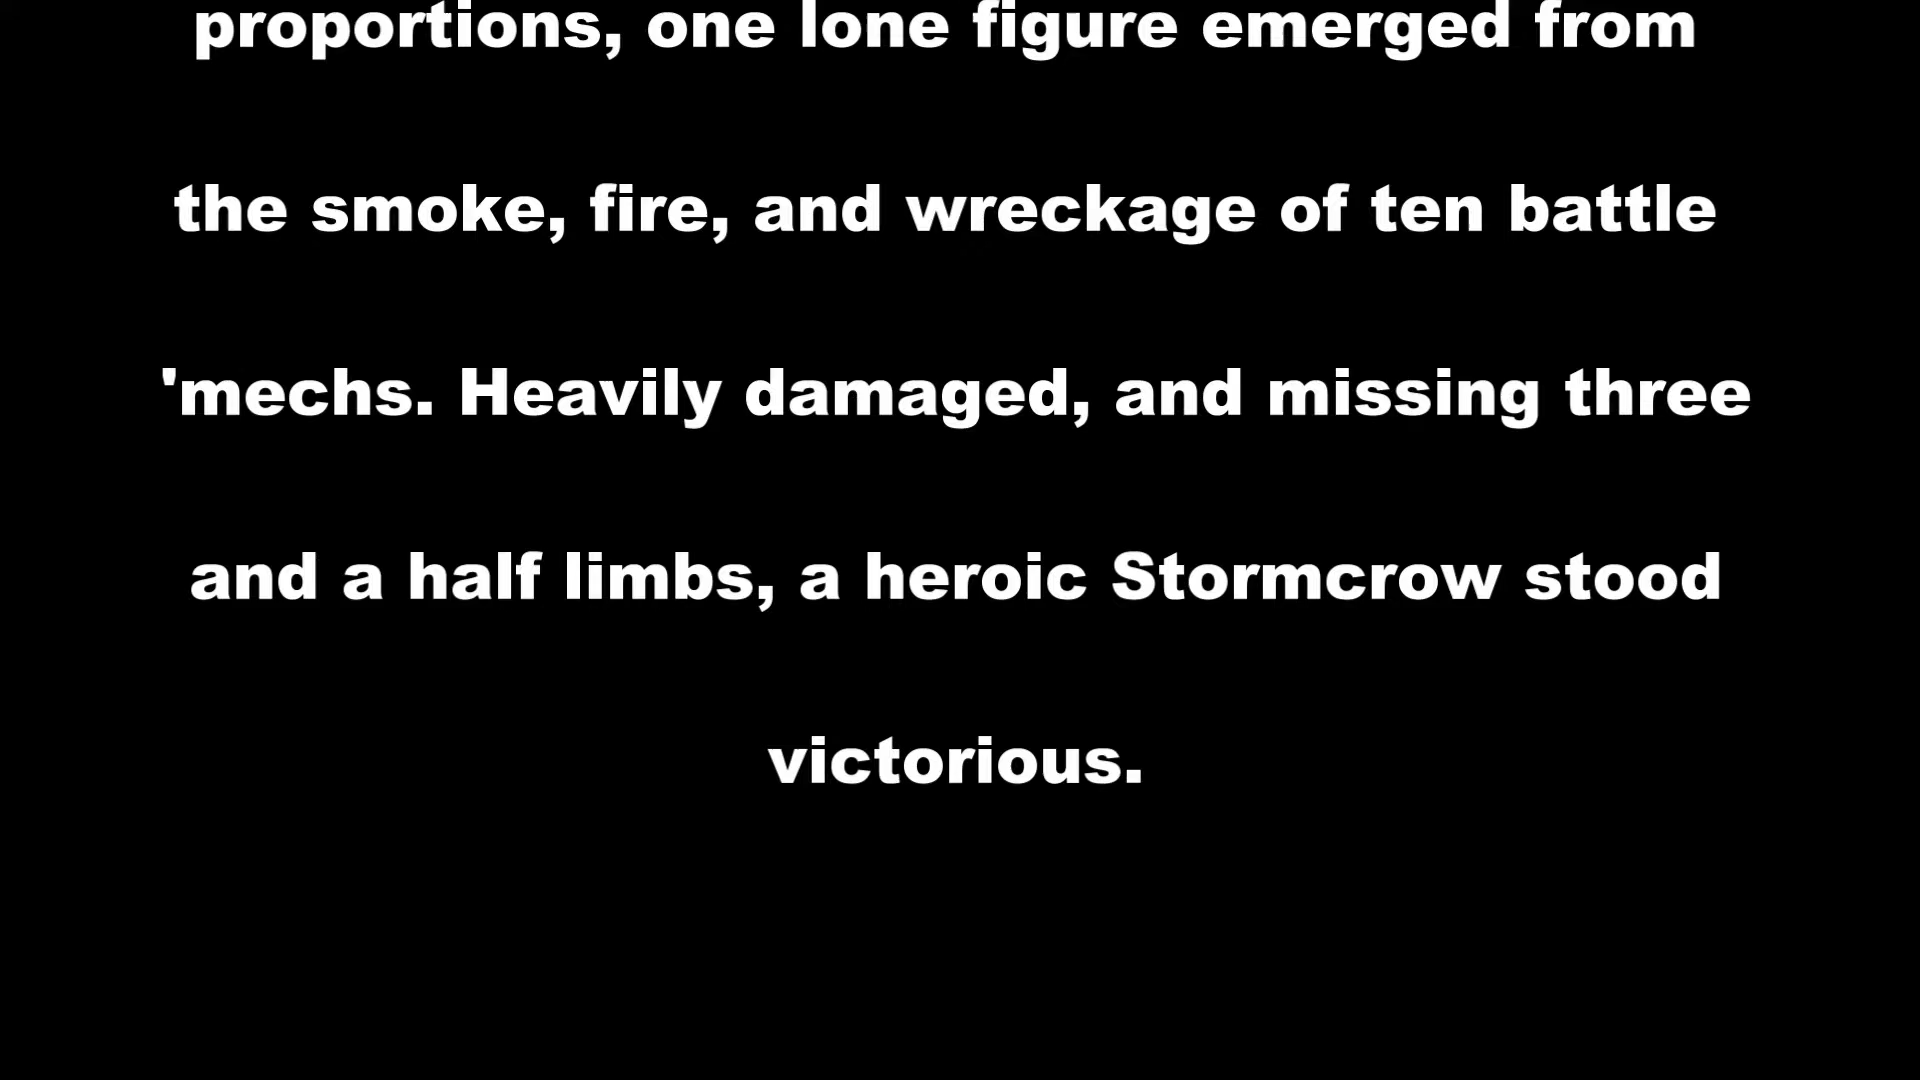 proportions, one lone figure emerged from
the smoke, fire, and wreckage of ten battle
'mechs. Heavily damaged, and missing three
and a half limbs, a heroic Stormcrow stood
victorious.